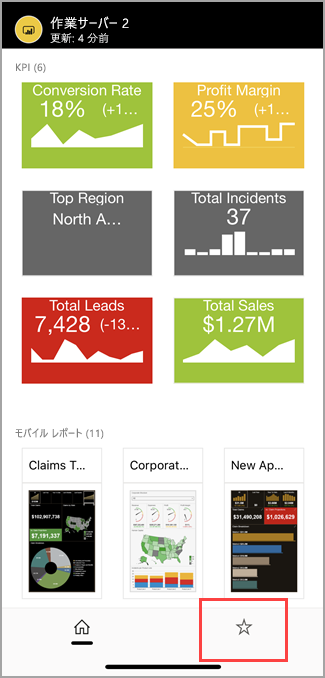 作業サーバー 2
更新: 4 分前
KPI (6)
Conversion Rate
18% (+1...
Profit Margin
25% (+1...
Top Region
North A...
Total Incidents
37
Total Leads
7,428 (-13...
Total Sales
$1.27M
モバイル レポート (11)
Claims T...
Corporat...
New Ap...
$102,967,738
$7,191,337
$31,490,208
$1,026,629